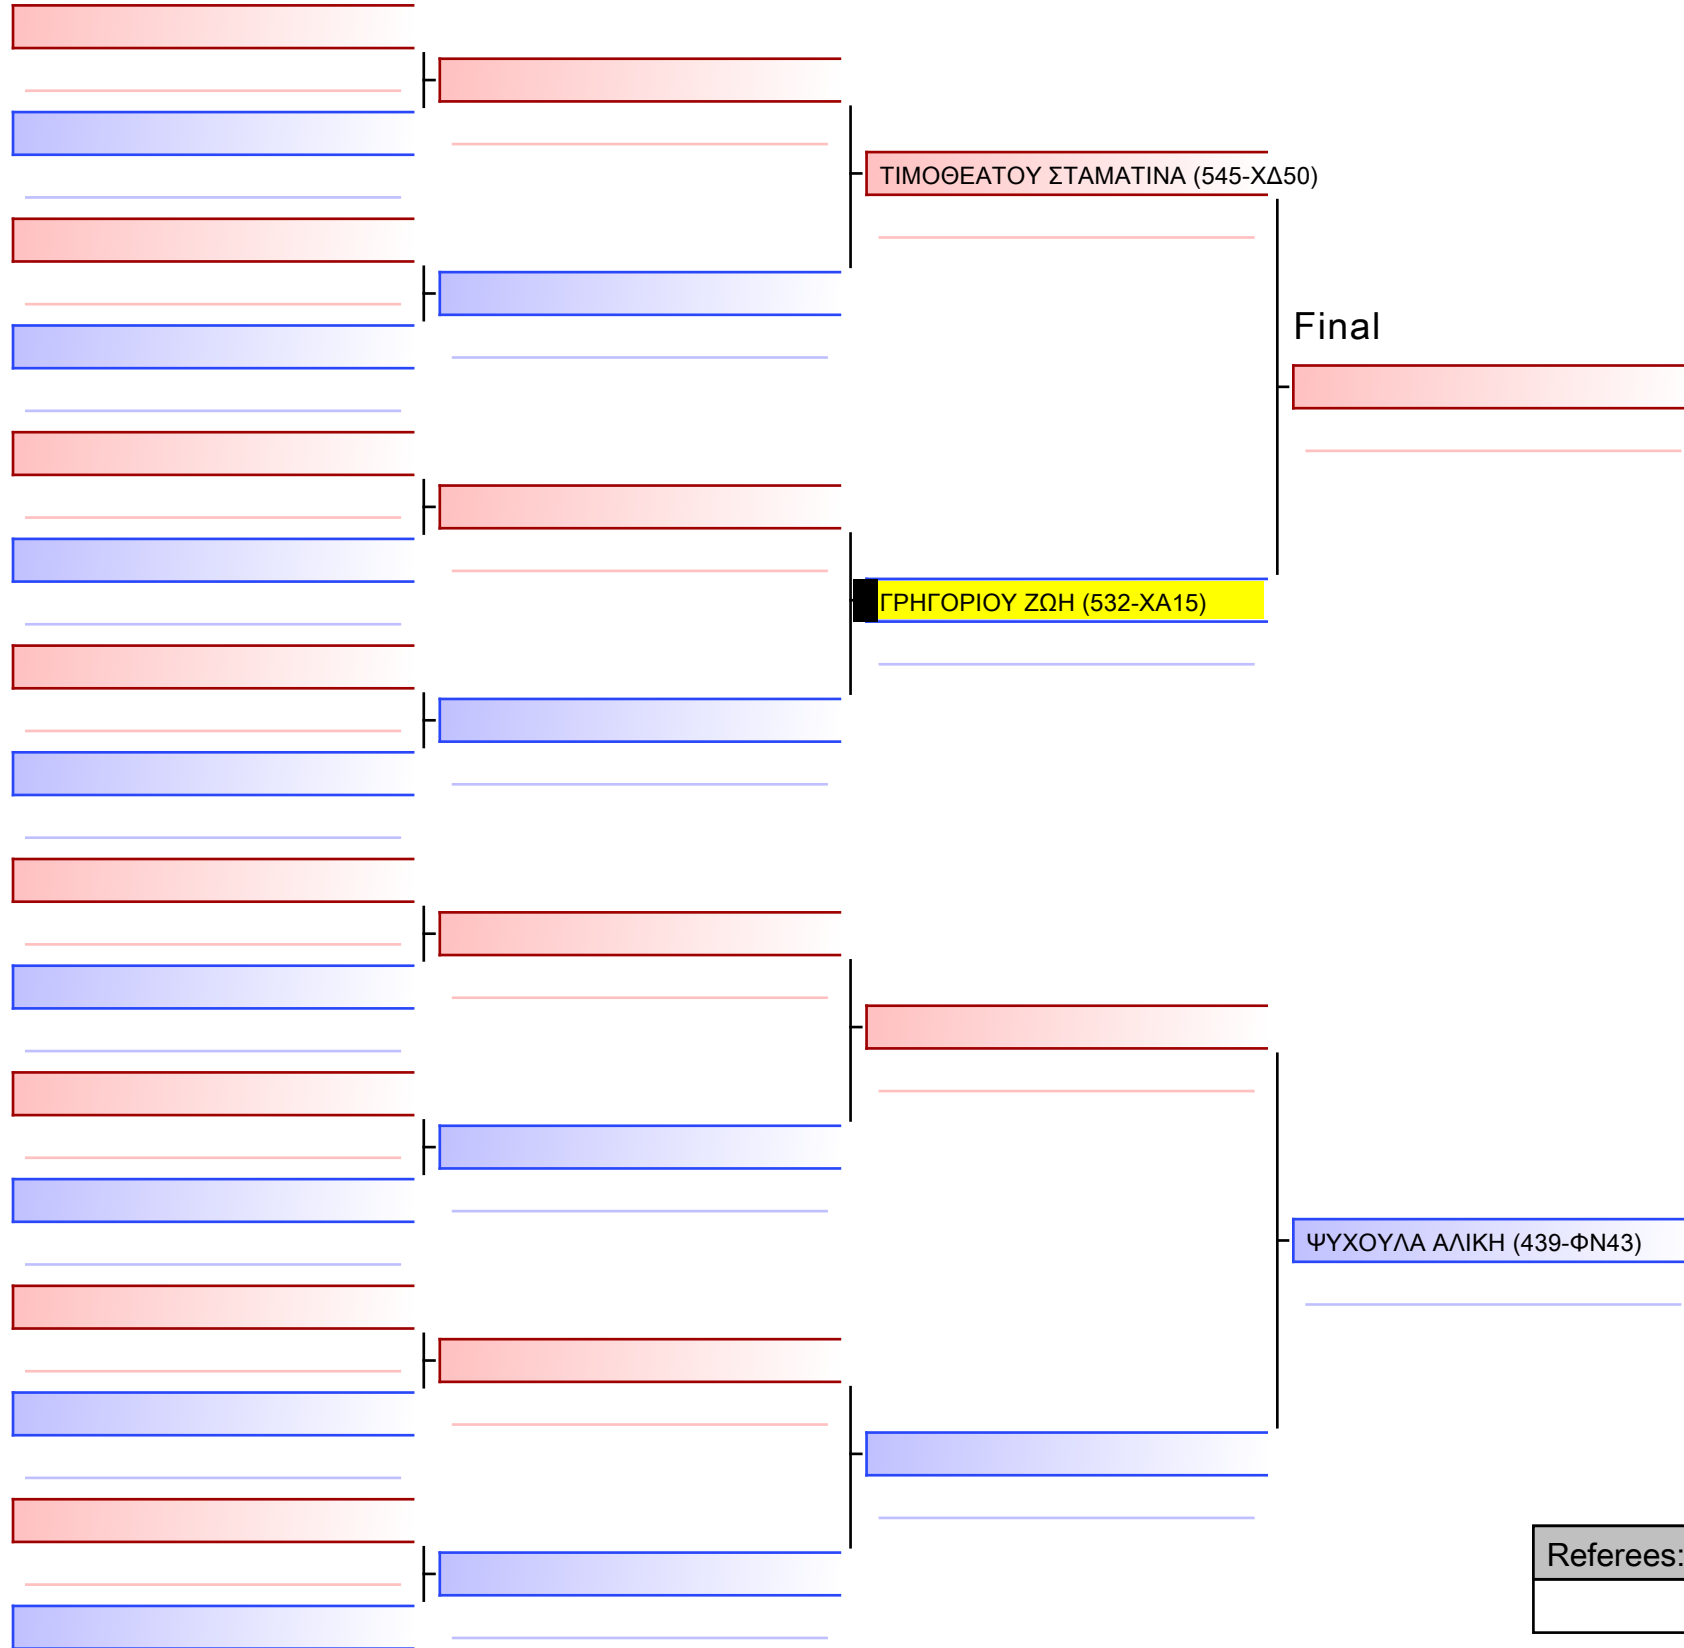 ΤΙΜΟΘΕΑΤΟΥ ΣΤΑΜΑΤΙΝΑ (545-ΧΔ50)
Final
ΓΡΗΓΟΡΙΟΥ ΖΩΗ (532-ΧΑ15)
ΨΥΧΟΥΛΑ ΑΛΙΚΗ (439-ΦΝ43)
Referees: